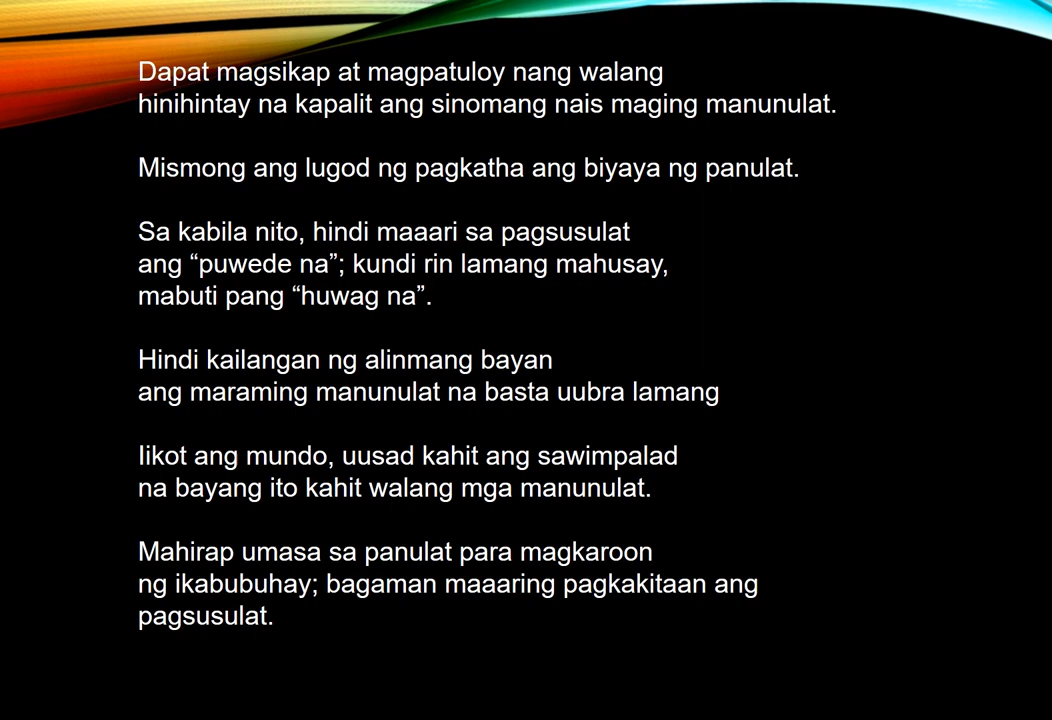 Dapat magsikap at magpatuloy nang walang
hinihintay na kapalit ang sinomang nais maging manunulat.
Mismong ang lugod ng pagkatha ang biyaya ng panulat.
Sa kabila nito, hindi maaari sa pagsusulat
ang “puwede na”; kundi rin lamang mahusay,
mabuti pang “huwag na”.
Hindi kailangan ng alinmang bayan
ang maraming manunulat na basta uubra lamang
Iikot ang mundo, uusad kahit ang sawimpalad
na bayang ito kahit walang mga manunulat.
Mahirap umasa sa panulat para magkaroon
ng ikabubuhay; bagaman maaaring pagkakitaan ang
pagsusulat.